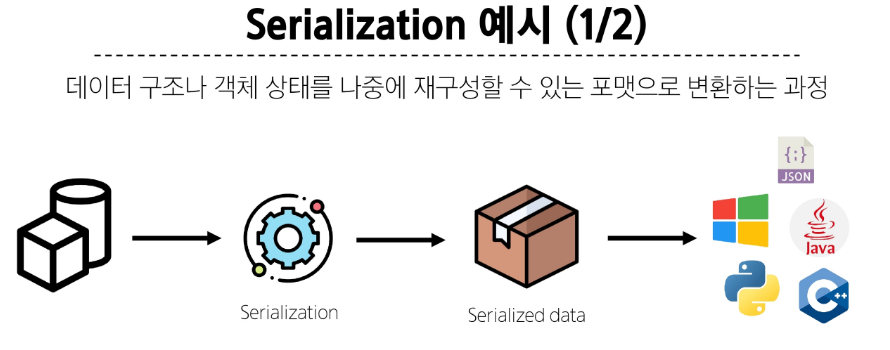 Serialization 예시 (1/2)
데이터 구조나 객체 상태를 나중에 재구성할 수 있는 포맷으로 변환하는 과정
{;}
JSON
Java
C++
Serialization
Serialized data